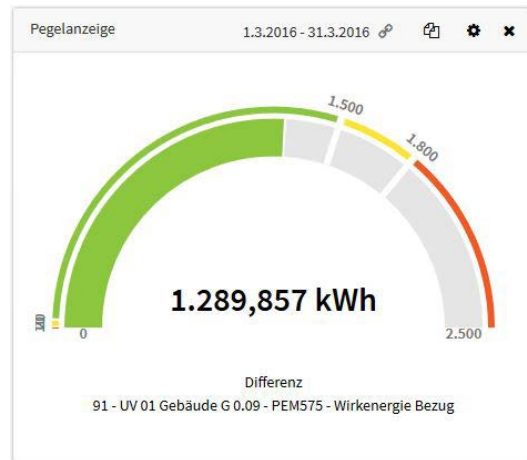 Pegelanzeige 1.3.2016 - 31.3.2016
1.500
1.800
1.289,857 kWh
0
2.500
Differenz
91 - UV 01 Gebäude G 0.09 - PEM575 - Wirkenergie Bezug